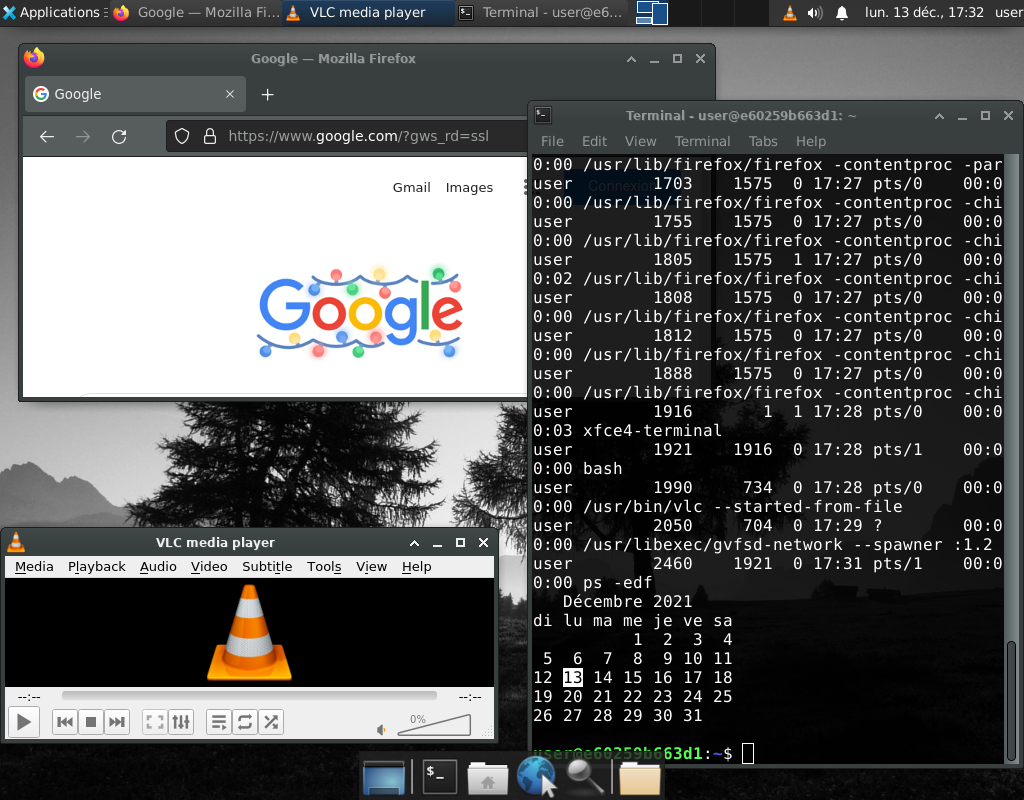 Applications
Google — Mozilla Fi...
VLC media player
Terminal - user@e6...
lun. 13 déc., 17:32
user
Google — Mozilla Firefox
Google
https://www.google.com/?gws_rd=ssl
Gmail
Images
Connexion
Google
Terminal - user@e60259b663d1: ~
File Edit View Terminal Tabs Help
0:00 /usr/lib/firefox/firefox -contentproc -par
user 1703 1575 0 17:27 pts/0 00:0
0:00 /usr/lib/firefox/firefox -contentproc -chi
user 1755 1575 0 17:27 pts/0 00:0
0:00 /usr/lib/firefox/firefox -contentproc -chi
user 1805 1575 1 17:27 pts/0 00:0
0:02 /usr/lib/firefox/firefox -contentproc -chi
user 1808 1575 0 17:27 pts/0 00:0
0:00 /usr/lib/firefox/firefox -contentproc -chi
user 1812 1575 0 17:27 pts/0 00:0
0:00 /usr/lib/firefox/firefox -contentproc -chi
user 1888 1575 0 17:27 pts/0 00:0
0:00 /usr/lib/firefox/firefox -contentproc -chi
user 1916 1 1 17:28 pts/0 00:0
0:03 xfce4-terminal
user 1921 1916 0 17:28 pts/1 00:0
0:00 bash
user 1990 734 0 17:28 pts/0 00:0
0:00 /usr/bin/vlc --started-from-file
user 2050 704 0 17:29 ? 00:0
0:00 /usr/libexec/gvfsd-network --spawner :1.2
user 2460 1921 0 17:31 pts/1 00:0
0:00 ps -edf
Décembre 2021
di lu ma me je ve sa
1 2 3 4
5 6 7 8 9 10 11
12 13 14 15 16 17 18
19 20 21 22 23 24 25
26 27 28 29 30 31
user@e60259b663d1:~$
VLC media player
Media Playback Audio Video Subtitle Tools View Help
--:-- --:--
0%